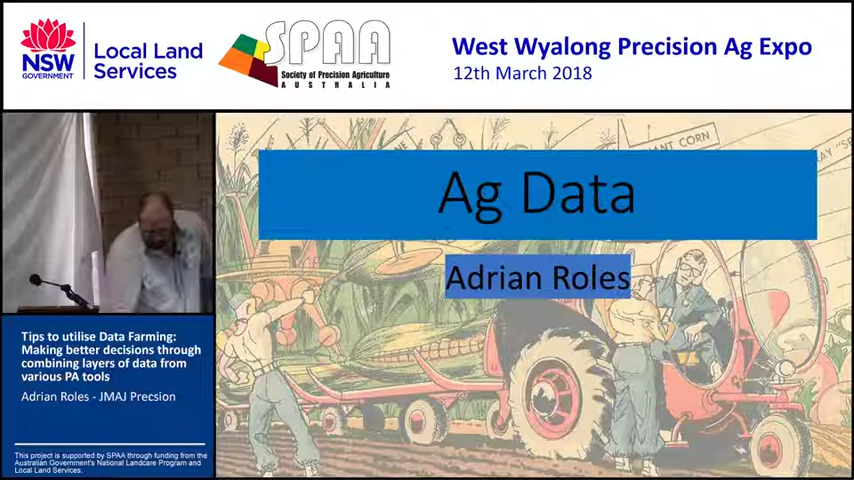 NSW
GOVERNMENT
Local Land
Services
SPAA
Society of Precision Agriculture
AUSTRALIA
West Wyalong Precision Ag Expo
12th March 2018
ANT CORN
Ag Data
Adrian Roles
Tips to utilise Data Farming:
Making better decisions through
combining layers of data from
various PA tools
Adrian Roles - JMAJ Precsion
This project is supported by SPAA through funding from the
Australian Government's National Landcare Program and
Local Land Services.